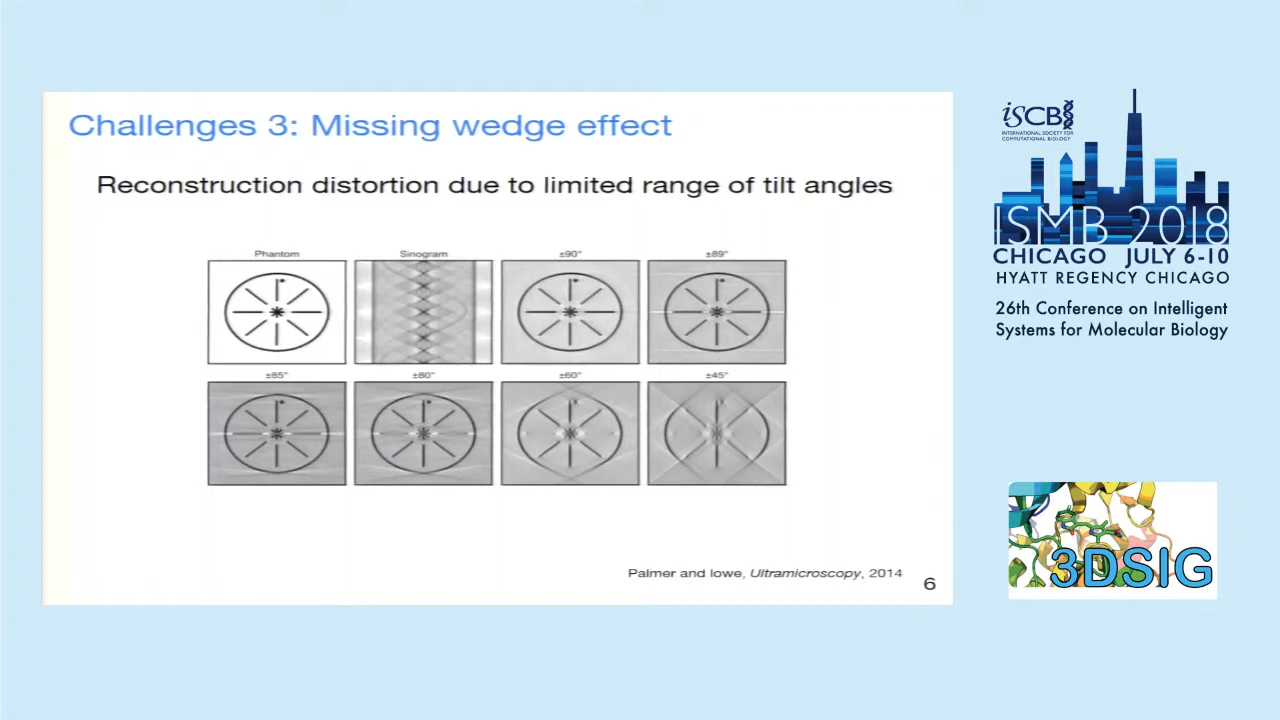 Challenges 3: Missing wedge effect
Reconstruction distortion due to limited range of tilt angles
Phantom
Sinogram
±90°
±89°
±85°
±80°
±60°
±45°
Palmer and lowe, Ultramicroscopy, 2014
6
iSCB
INTERNATIONAL SOCIETY FOR
COMPUTATIONAL BIOLOGY
ISMB 2018
CHICAGO JULY 6-10
HYATT REGENCY CHICAGO
26th Conference on Intelligent
Systems for Molecular Biology
3DSIG